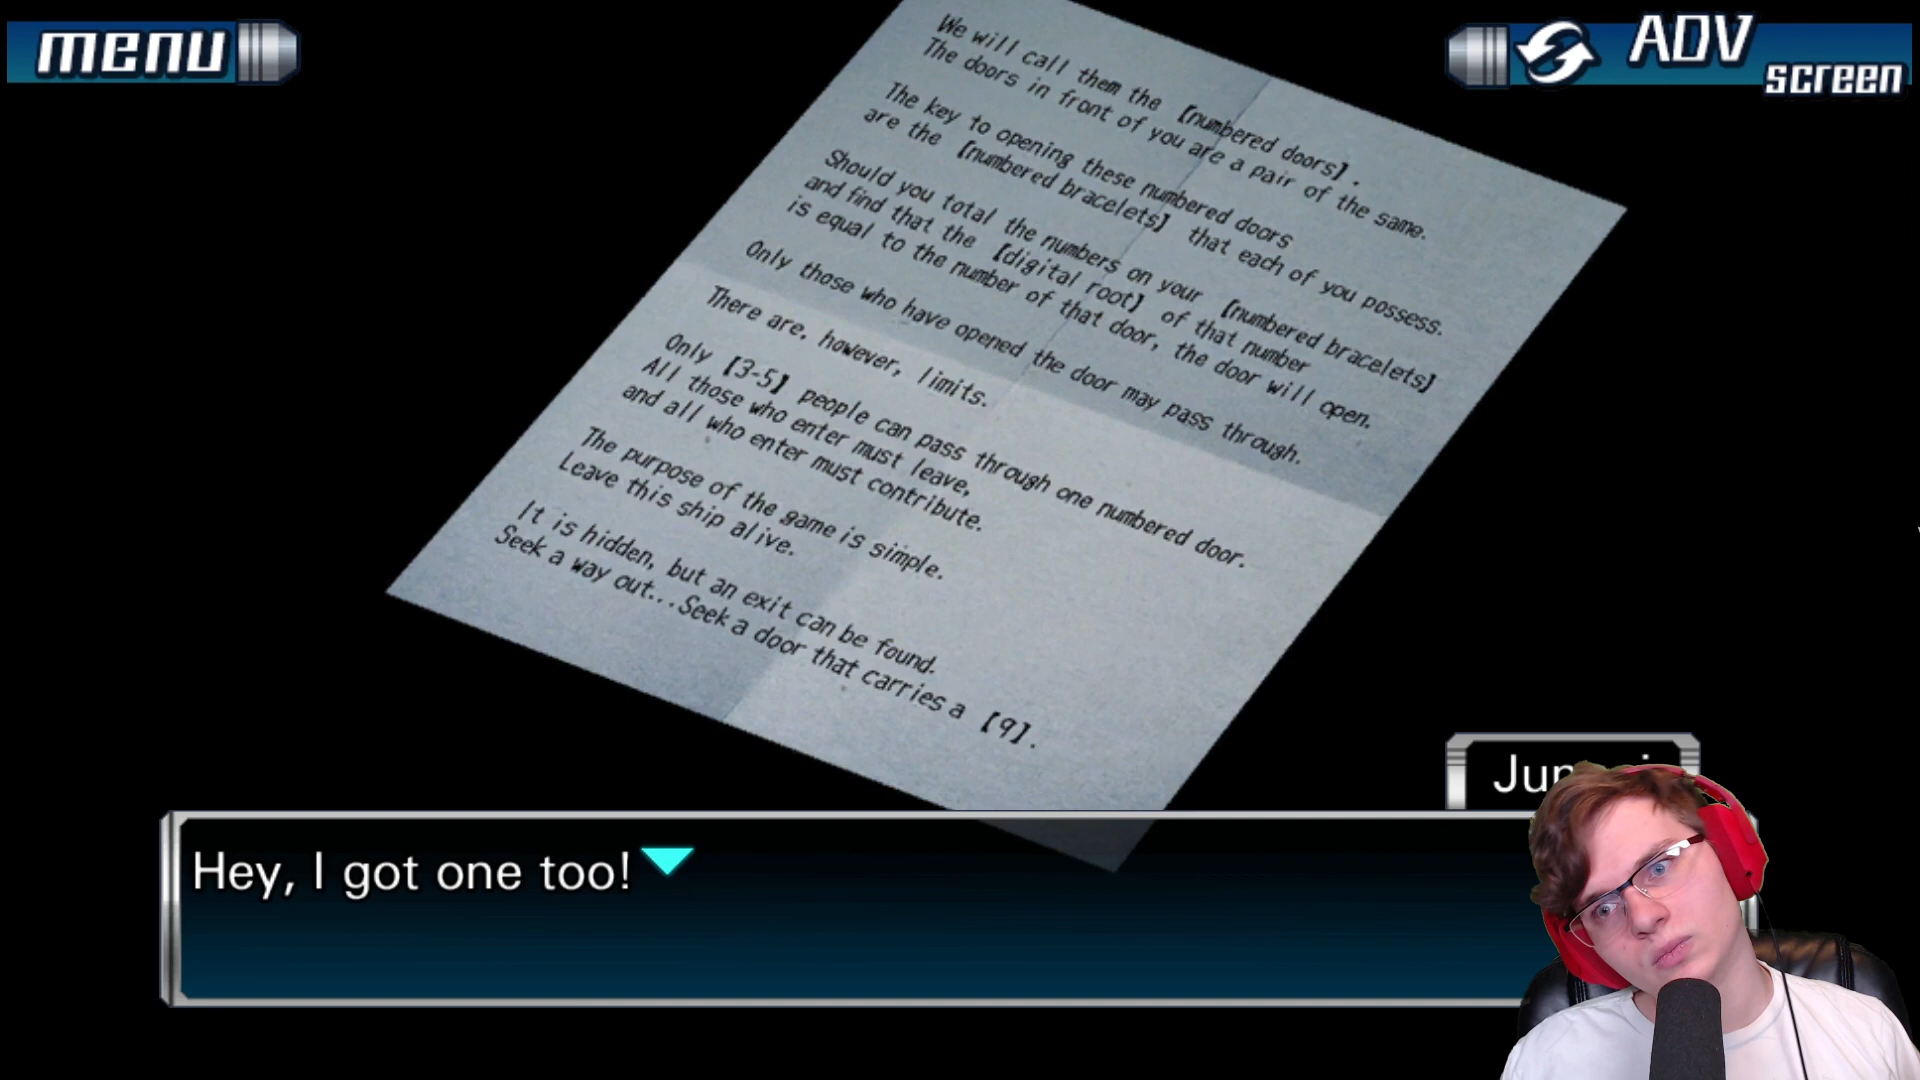 menu
ADV
screen
We will call them the 【numbered doors】.
The doors in front of you are a pair of the same.
The key to opening these numbered doors
are the 【numbered bracelets】 that each of you possess.
Should you total the numbers on your 【numbered bracelets】
and find that the 【digital root】 of that number
is equal to the number of that door, the door will open.
Only those who have opened the door may pass through.
There are, however, limits.
Only 【3-5】 people can pass through one numbered door.
All those who enter must leave,
and all who enter must contribute.
The purpose of the game is simple.
Leave this ship alive.
It is hidden, but an exit can be found.
Seek a way out...Seek a door that carries a 【9】.
Hey, I got one too!